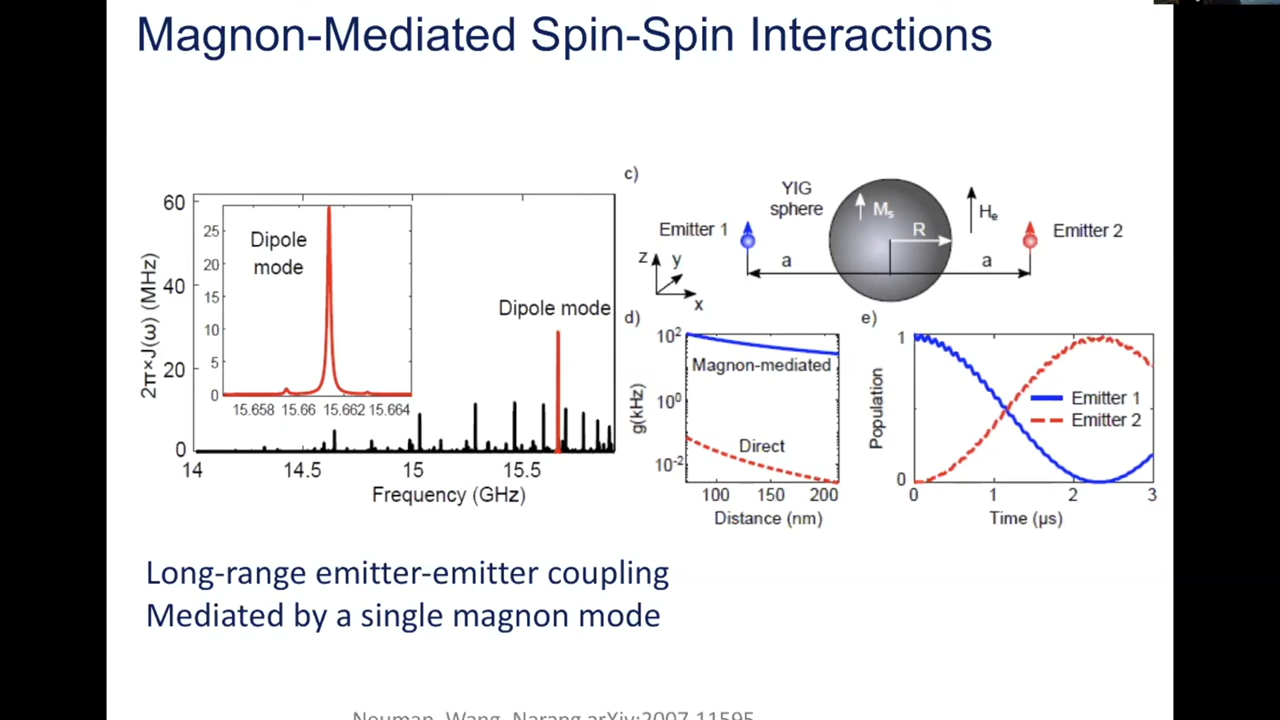 Magnon-Mediated Spin-Spin Interactions
2π×J(ω) (MHz)
60
40
20
0
14
14.5
15
15.5
Frequency (GHz)
25
20
15
10
5
0
15.658
15.66
15.662
15.664
Dipole
mode
Dipole mode
c)
YIG
sphere
Ms
He
R
Emitter 1
Emitter 2
a
a
z
y
x
d)
g(kHz)
10²
10⁰
10⁻²
Magnon-mediated
Direct
100
150
200
Distance (nm)
e)
Population
1
0
Emitter 1
Emitter 2
0
1
2
3
Time (µs)
Long-range emitter-emitter coupling
Mediated by a single magnon mode
Neuman, Wang, Narang arXiv:2007.11595